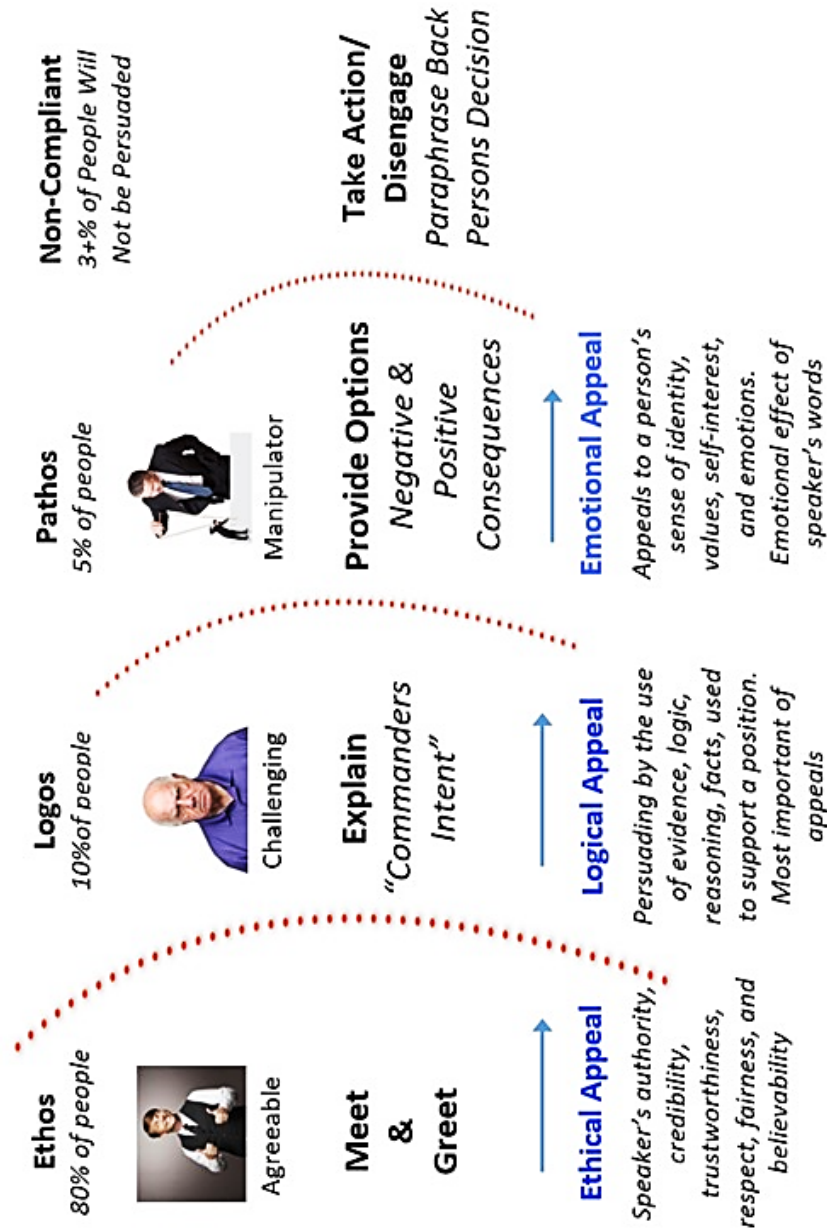 Ethos
80% of people
Agreeable
Meet
&
Greet
Ethical Appeal
Speaker's authority,
credibility,
trustworthiness,
respect, fairness, and
believability
Logos
10%of people
Challenging
Explain
“Commanders
Intent”
Logical Appeal
Persuading by the use
of evidence, logic,
reasoning, facts, used
to support a position.
Most important of
appeals
Pathos
5% of people
Manipulator
Provide Options
Negative &
Positive
Consequences
Emotional Appeal
Appeals to a person's
sense of identity,
values, self-interest,
and emotions.
Emotional effect of
speaker's words
Non-Compliant
3+% of People Will
Not be Persuaded
Take Action/
Disengage
Paraphrase Back
Persons Decision